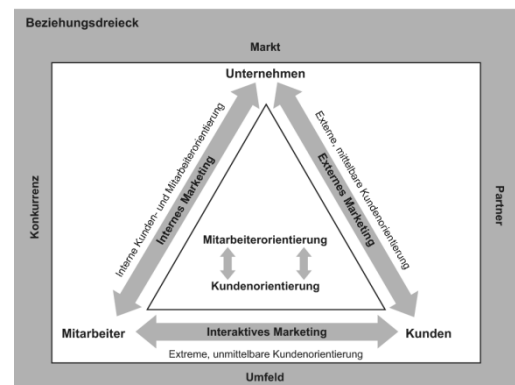 Beziehungsdreieck
Markt
Unternehmen
Konkurrenz
Interne Kunden- und Mitarbeiterorientierung
Internes Marketing
Externes Marketing
Externe, mittelbare Kundenorientierung
Partner
Mitarbeiterorientierung
Kundenorientierung
Mitarbeiter
Interaktives Marketing
Kunden
Extreme, unmittelbare Kundenorientierung
Umfeld